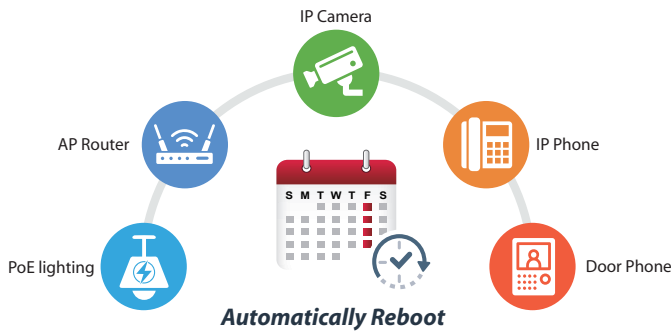 IP Camera
AP Router
IP Phone
S M T W T F S
PoE lighting
Door Phone
Automatically Reboot